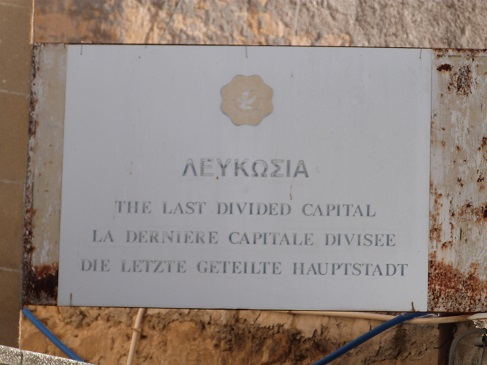 ΛΕΥΚΩΣΙΑ
THE LAST DIVIDED CAPITAL
LA DERNIERE CAPITALE DIVISEE
DIE LETZTE GETEILTE HAUPTSTADT